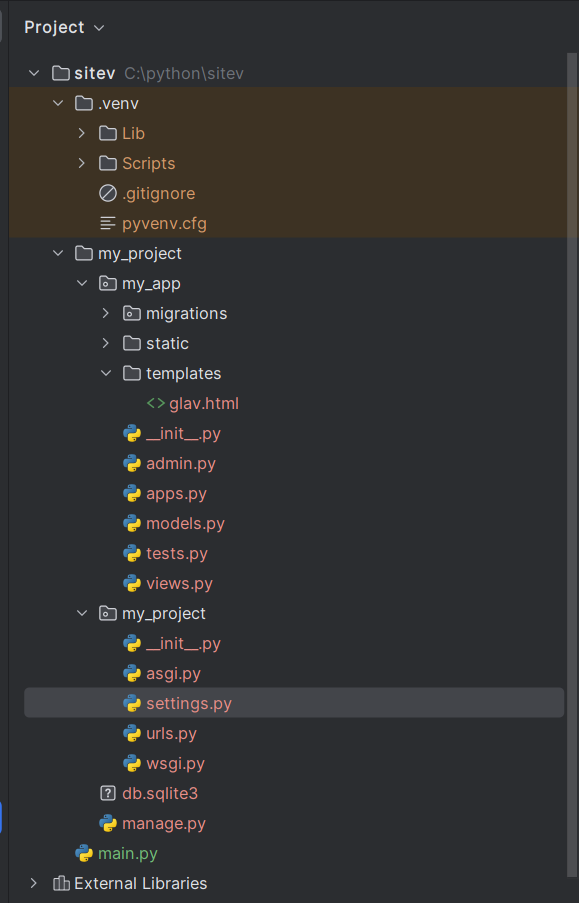 Project
sitev C:\python\sitev
.venv
Lib
Scripts
.gitignore
pyvenv.cfg
my_project
my_app
migrations
static
templates
<> glav.html
__init__.py
admin.py
apps.py
models.py
tests.py
views.py
my_project
__init__.py
asgi.py
settings.py
urls.py
wsgi.py
? db.sqlite3
manage.py
main.py
External Libraries